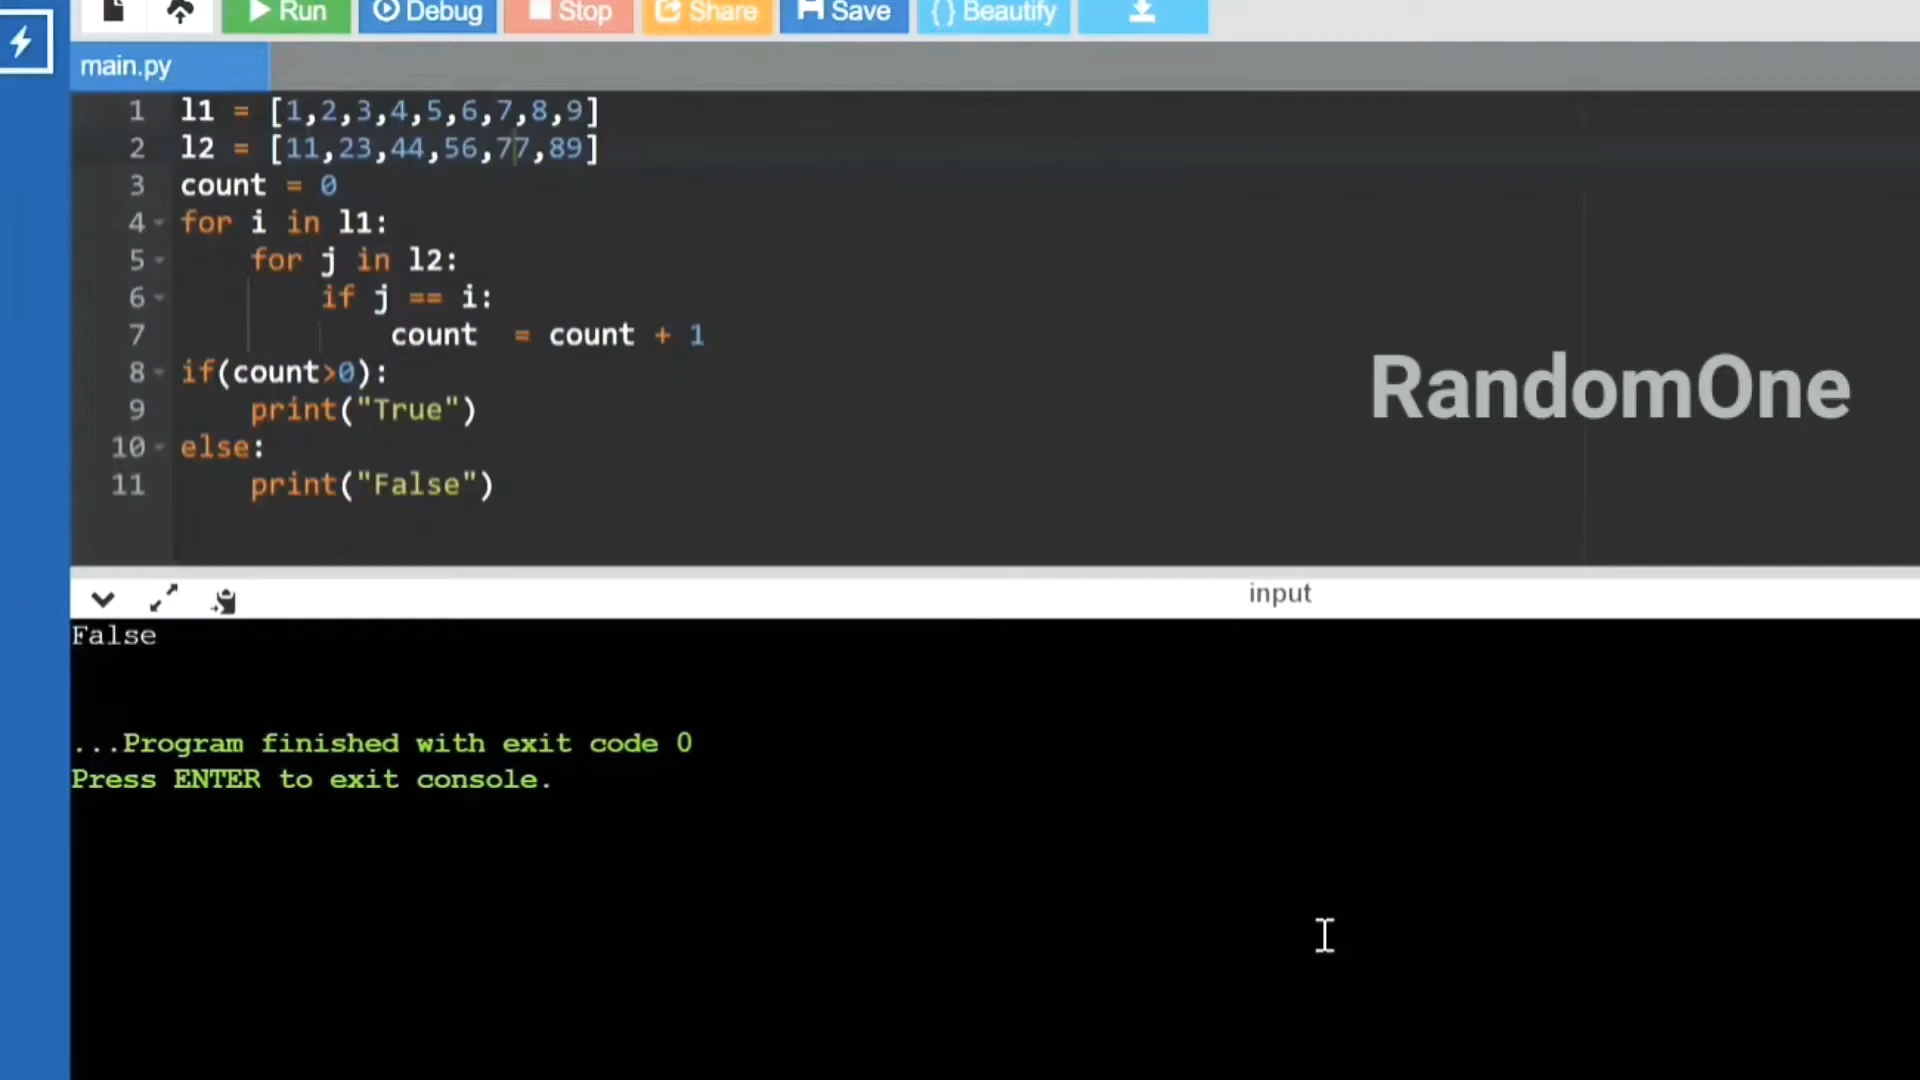 Run Debug Stop Share Save {} Beautify
main.py
1 l1 = [1,2,3,4,5,6,7,8,9]
2 l2 = [11,23,44,56,77,89]
3 count = 0
4 for i in l1:
5 for j in l2:
6 if j == i:
7 count  = count + 1
8 if(count>0):
9 print("True")
10 else:
11 print("False")
RandomOne
input
False
...Program finished with exit code 0
Press ENTER to exit console.